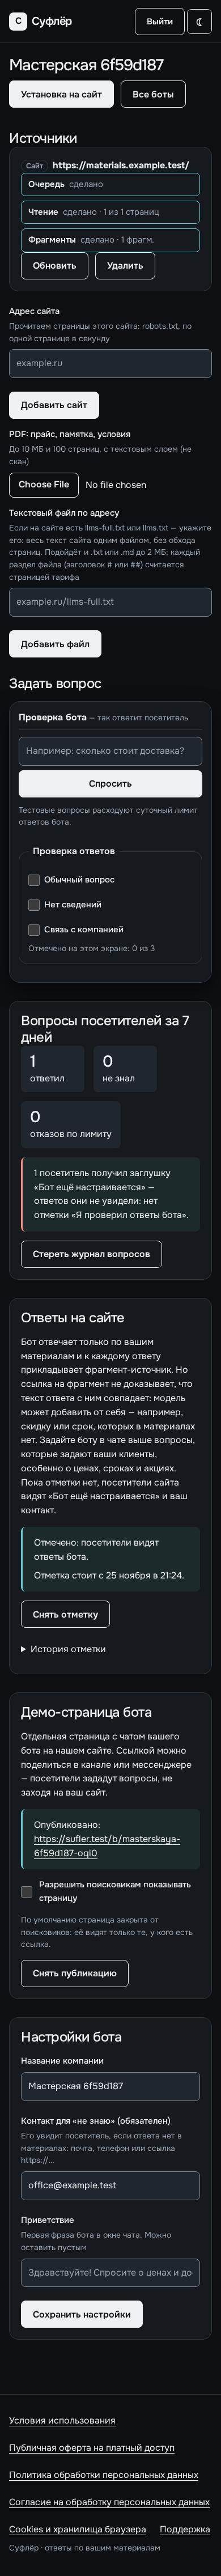 С Суфлёр Выйти
Мастерская 6f59d187
Установка на сайт Все боты
Источники
Сайт https://materials.example.test/
Очередь сделано
Чтение сделано · 1 из 1 страниц
Фрагменты сделано · 1 фрагм.
Обновить Удалить
Адрес сайта
Прочитаем страницы этого сайта: robots.txt, по
одной странице в секунду
example.ru
Добавить сайт
PDF: прайс, памятка, условия
До 10 МБ и 100 страниц, с текстовым слоем (не
скан)
Choose File No file chosen
Текстовый файл по адресу
Если на сайте есть llms-full.txt или llms.txt — укажите
его: весь текст сайта одним файлом, без обхода
страниц. Подойдёт и .txt или .md до 2 МБ; каждый
раздел файла (заголовок # или ##) считается
страницей тарифа
example.ru/llms-full.txt
Добавить файл
Задать вопрос
Проверка бота — так ответит посетитель
Например: сколько стоит доставка?
Спросить
Тестовые вопросы расходуют суточный лимит
ответов бота.
Проверка ответов
Обычный вопрос
Нет сведений
Связь с компанией
Отмечено на этом экране: 0 из 3
Вопросы посетителей за 7
дней
1
ответил
0
не знал
0
отказов по лимиту
1 посетитель получил заглушку
«Бот ещё настраивается» —
ответов они не увидели: нет
отметки «Я проверил ответы бота».
Стереть журнал вопросов
Ответы на сайте
Бот отвечает только по вашим
материалам и к каждому ответу
прикладывает фрагмент-источник. Но
ссылка на фрагмент не доказывает, что
текст ответа с ним совпадает: модель
может добавить от себя — например,
скидку или срок, которых в материалах
нет. Задайте боту в чате выше вопросы,
которые задают ваши клиенты,
особенно о ценах, сроках и акциях.
Пока отметки нет, посетители сайта
видят «Бот ещё настраивается» и ваш
контакт.
Отмечено: посетители видят
ответы бота.
Отметка стоит с 25 ноября в 21:24.
Снять отметку
История отметки
Демо-страница бота
Отдельная страница с чатом вашего
бота на нашем сайте. Ссылкой можно
поделиться в канале или мессенджере
— посетители зададут вопросы, не
заходя на ваш сайт.
Опубликовано:
https://sufler.test/b/masterskaya-
6f59d187-oqi0
Разрешить поисковикам показывать
страницу
По умолчанию страница закрыта от
поисковиков: её видят только те, у кого есть
ссылка.
Снять публикацию
Настройки бота
Название компании
Мастерская 6f59d187
Контакт для «не знаю» (обязателен)
Его увидит посетитель, если ответа нет в
материалах: почта, телефон или ссылка
https://…
office@example.test
Приветствие
Первая фраза бота в окне чата. Можно
оставить пустым
Здравствуйте! Спросите о ценах и до
Сохранить настройки
Условия использования
Публичная оферта на платный доступ
Политика обработки персональных данных
Согласие на обработку персональных данных
Cookies и хранилища браузера Поддержка
Суфлёр · ответы по вашим материалам